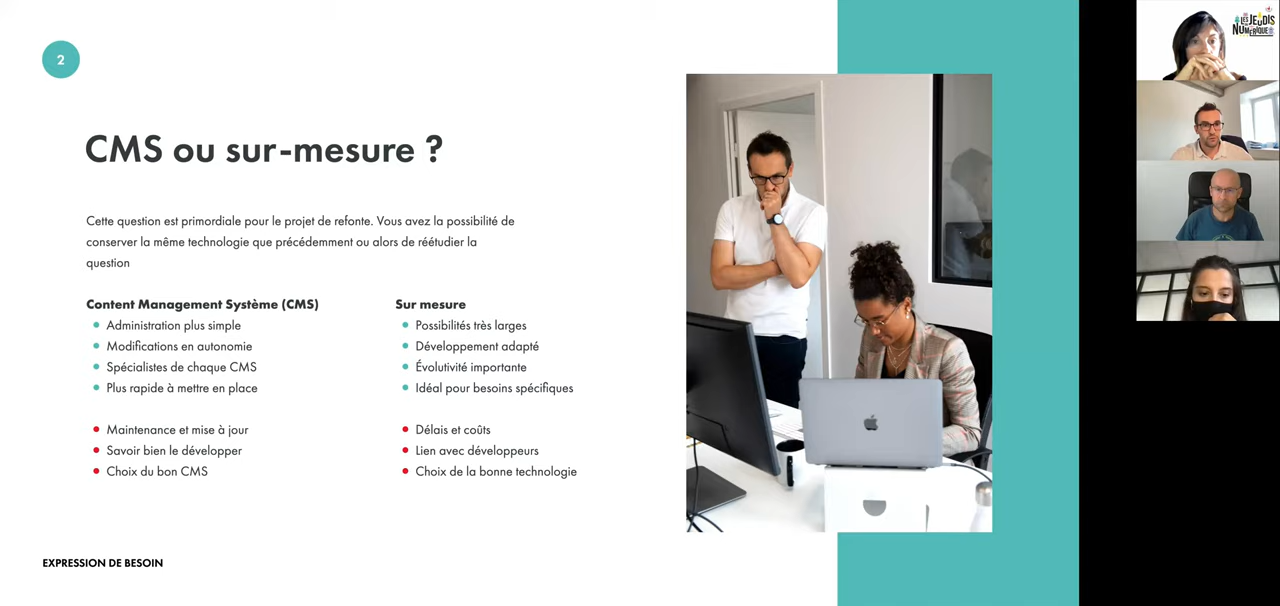 2
CMS ou sur-mesure ?
Cette question est primordiale pour le projet de refonte. Vous avez la possibilité de
conserver la même technologie que précédemment ou alors de réétudier la
question
Content Management Système (CMS)
Administration plus simple
Modifications en autonomie
Spécialistes de chaque CMS
Plus rapide à mettre en place
Maintenance et mise à jour
Savoir bien le développer
Choix du bon CMS
Sur mesure
Possibilités très larges
Développement adapté
Évolutivité importante
Idéal pour besoins spécifiques
Délais et coûts
Lien avec développeurs
Choix de la bonne technologie
EXPRESSION DE BESOIN
LES JEUDIS
NUMÉRIQUES